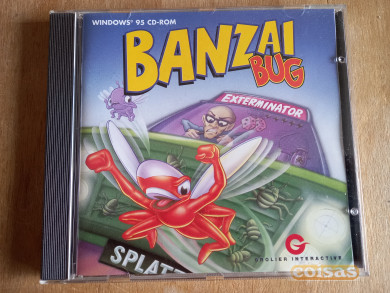 WINDOWS® 95 CD-ROM
BANZAI
BUG
EXTERMINATOR
SPLAT
GROLIER INTERACTIVE
coisas